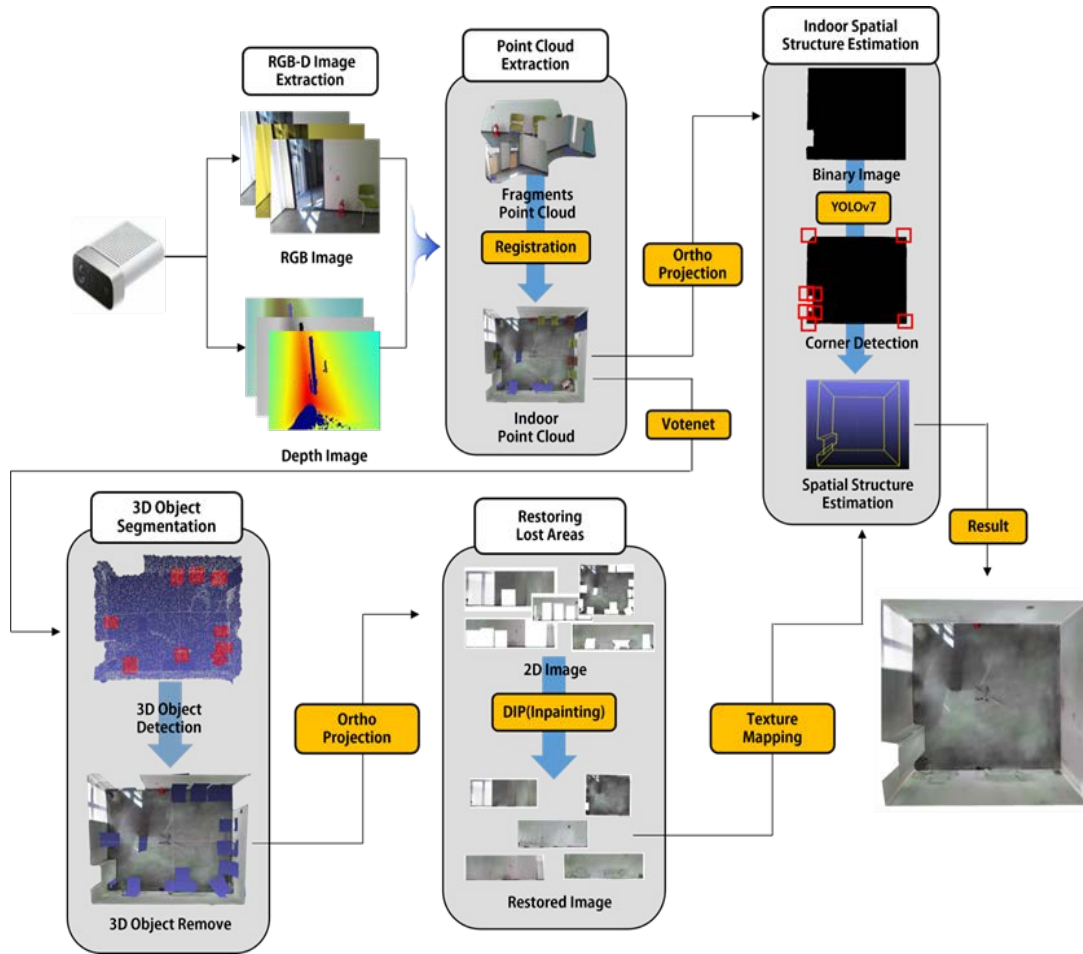 RGB-D Image
Extraction
RGB Image
Depth Image
Point Cloud
Extraction
Fragments
Point Cloud
Registration
Indoor
Point Cloud
Ortho
Projection
Votenet
Indoor Spatial
Structure Estimation
Binary Image
YOLOv7
Corner Detection
Spatial Structure
Estimation
Result
3D Object
Segmentation
3D Object
Detection
3D Object Remove
Ortho
Projection
Restoring
Lost Areas
2D Image
DIP(Inpainting)
Restored Image
Texture
Mapping